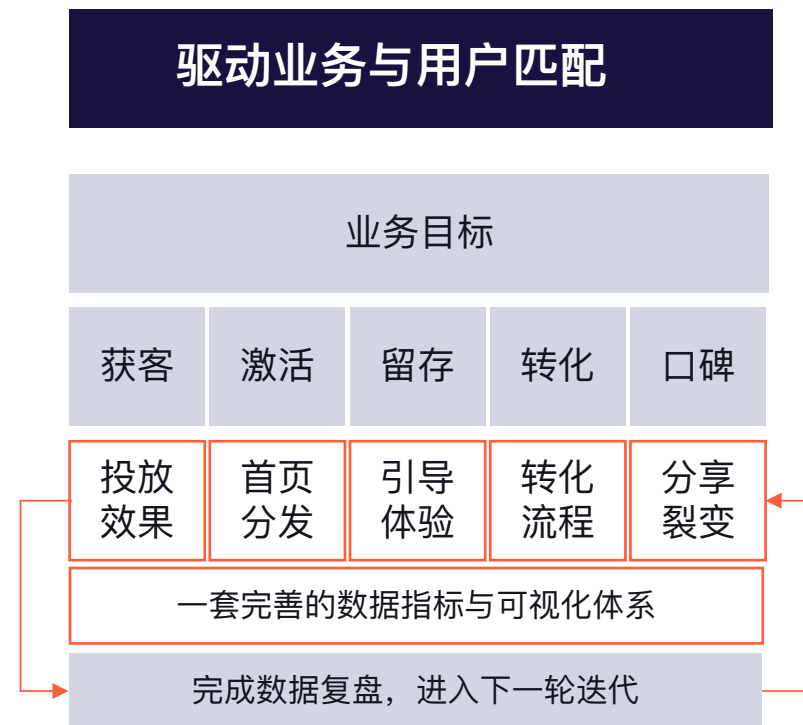 驱动业务与用户匹配
业务目标
获客 激活 留存 转化 口碑
投放 首页 引导 转化 分享
效果 分发 体验 流程 裂变
一套完善的数据指标与可视化体系
完成数据复盘，进入下一轮迭代